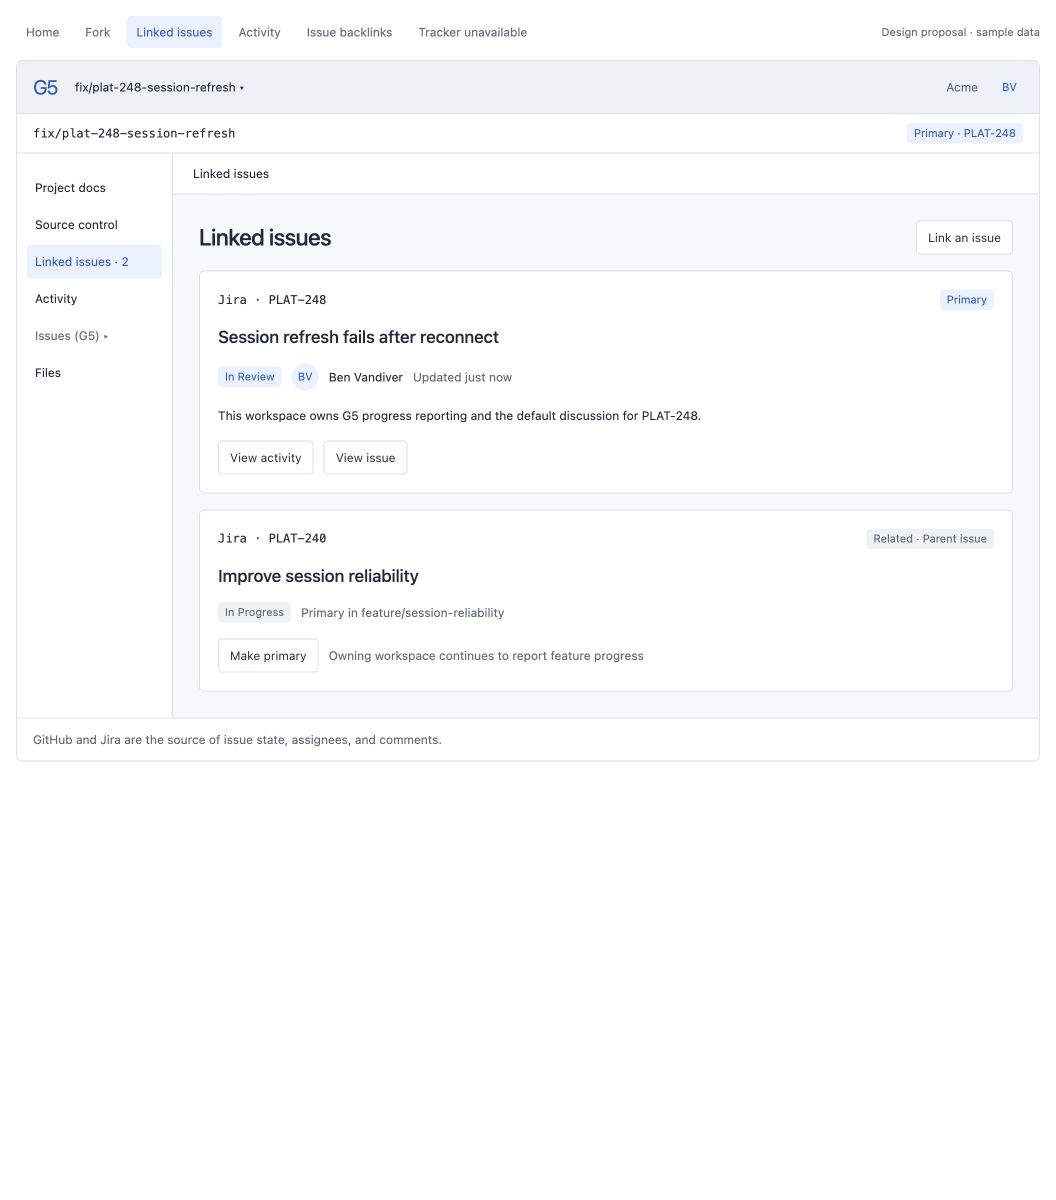 Home Fork Linked issues Activity Issue backlinks Tracker unavailable Design proposal · sample data
G5 fix/plat-248-session-refresh ▾ Acme BV
fix/plat-248-session-refresh Primary · PLAT-248
Project docs
Source control
Linked issues · 2
Activity
Issues (G5) ▸
Files
Linked issues
Linked issues Link an issue
Jira · PLAT-248 Primary
Session refresh fails after reconnect
In Review BV Ben Vandiver Updated just now
This workspace owns G5 progress reporting and the default discussion for PLAT-248.
View activity View issue
Jira · PLAT-240 Related · Parent issue
Improve session reliability
In Progress Primary in feature/session-reliability
Make primary Owning workspace continues to report feature progress
GitHub and Jira are the source of issue state, assignees, and comments.